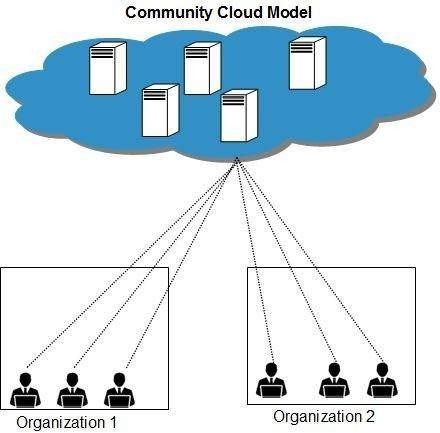 Community Cloud Model
Organization 1
Organization 2